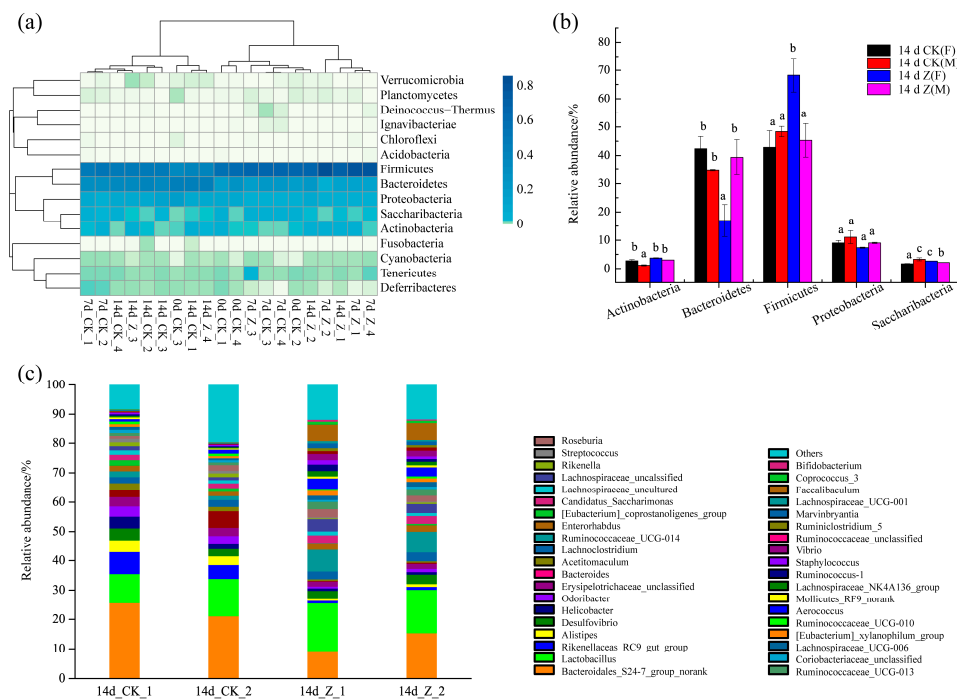 (a)
Verrucomicrobia
Planctomycetes
Deinococcus-Thermus
Ignavibacteriae
Chloroflexi
Acidobacteria
Firmicutes
Bacteroidetes
Proteobacteria
Saccharibacteria
Actinobacteria
Fusobacteria
Cyanobacteria
Tenericutes
Deferribacteres
0.8
0.6
0.4
0.2
0
7d_CK_1
7d_CK_2
14d_CK_4
14d_Z_3
14d_CK_2
14d_CK_3
0d_CK_3
14d_CK_1
14d_Z_4
0d_CK_1
0d_CK_4
7d_Z_3
7d_CK_3
7d_CK_4
0d_CK_2
14d_Z_2
7d_Z_2
14d_Z_1
7d_Z_1
7d_Z_4
(b)
Relative abundance/%
80
60
40
20
0
14 d CK(F)
14 d CK(M)
14 d Z(F)
14 d Z(M)
b a b b
b b a b
a a b a
a a a a
a c c b
Actinobacteria
Bacteroidetes
Firmicutes
Proteobacteria
Saccharibacteria
(c)
Relative abundance/%
100
90
80
70
60
50
40
30
20
10
0
14d_CK_1
14d_CK_2
14d_Z_1
14d_Z_2
Roseburia
Streptococcus
Rikenella
Lachnospiraceae_uncalssified
Lachnospiraceae_uncultured
Candidatus_Saccharimonas
[Eubacterium]_coprostanoligenes_group
Enterorhabdus
Ruminococcaceae_UCG-014
Lachnoclostridium
Acetitomaculum
Bacteroides
Erysipelotrichaceae_unclassified
Odoribacter
Helicobacter
Desulfovibrio
Alistipes
Rikenellaceas_RC9_gut_group
Lactobacillus
Bacteroidales_S24-7_group_norank
Others
Bifidobacterium
Coprococcus_3
Faecalibaculum
Lachnospiraceae_UCG-001
Marvinbryantia
Ruminiclostridium_5
Ruminococcaceae_unclassified
Vibrio
Staphylococcus
Ruminococcus-1
Lachnospiraceae_NK4A136_group
Mollicutes_RF9_norank
Aerococcus
Ruminococcaceae_UCG-010
[Eubacterium]_xylanophilum_group
Lachnospiraceae_UCG-006
Coriobacteriaceae_unclassified
Ruminococcaceae_UCG-013